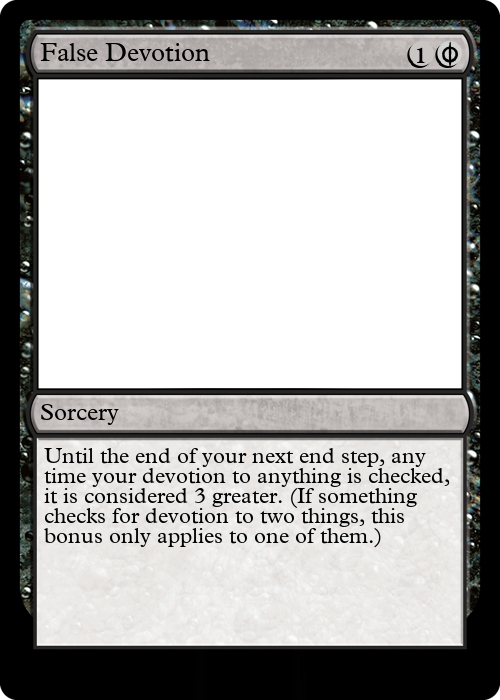 False Devotion
1
Sorcery
Until the end of your next end step, any
time your devotion to anything is checked,
it is considered 3 greater. (If something
checks for devotion to two things, this
bonus only applies to one of them.)